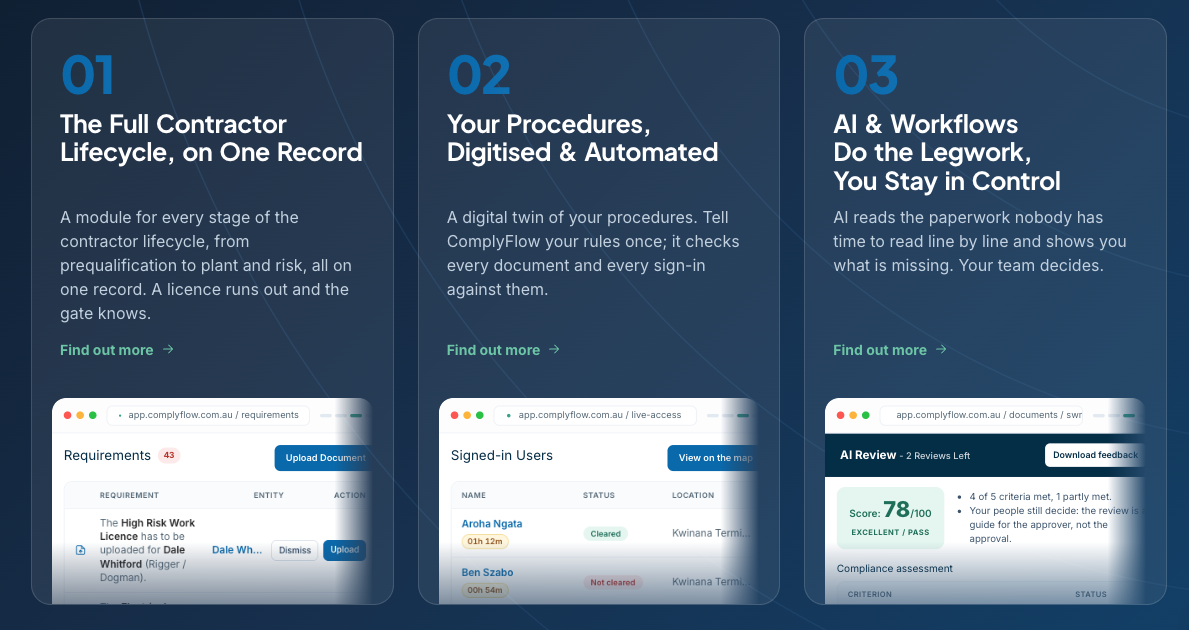 01
The Full Contractor
Lifecycle, on One Record
A module for every stage of the
contractor lifecycle, from
prequalification to plant and risk, all on
one record. A licence runs out and the
gate knows.
Find out more →
app.complyflow.com.au / requirements
Requirements 43
Upload Document
REQUIREMENT ENTITY ACTION
The High Risk Work
Licence has to be
uploaded for Dale
Whitford (Rigger /
Dogman).
Dale Wh... Dismiss Upload
02
Your Procedures,
Digitised & Automated
A digital twin of your procedures. Tell
ComplyFlow your rules once; it checks
every document and every sign-in
against them.
Find out more →
app.complyflow.com.au / live-access
Signed-in Users
View on the map
NAME STATUS LOCATION
Aroha Ngata
01h 12m
Cleared
Kwinana Termi...
Ben Szabo
00h 54m
Not cleared
Kwinana Termi...
03
AI & Workflows
Do the Legwork,
You Stay in Control
AI reads the paperwork nobody has
time to read line by line and shows you
what is missing. Your team decides.
Find out more →
app.complyflow.com.au / documents / swm
AI Review - 2 Reviews Left
Download feedback
Score: 78/100
EXCELLENT / PASS
• 4 of 5 criteria met, 1 partly met.
• Your people still decide: the review is
guide for the approver, not the
approval.
Compliance assessment
CRITERION STATUS